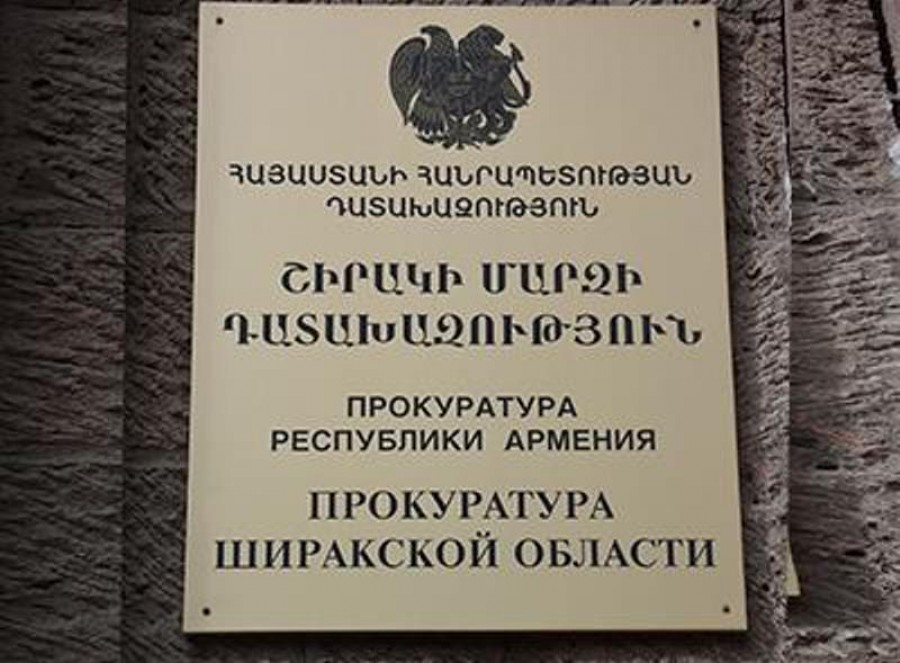 ՀԱՅԱՍՏԱՆԻ ՀԱՆՐԱՊԵՏՈՒԹՅԱՆ
ԴԱՏԱԽԱԶՈՒԹՅՈՒՆ
ՇԻՐԱԿԻ ՄԱՐԶԻ
ԴԱՏԱԽԱԶՈՒԹՅՈՒՆ
ПРОКУРАТУРА
РЕСПУБЛИКИ АРМЕНИЯ
ПРОКУРАТУРА
ШИРАКСКОЙ ОБЛАСТИ